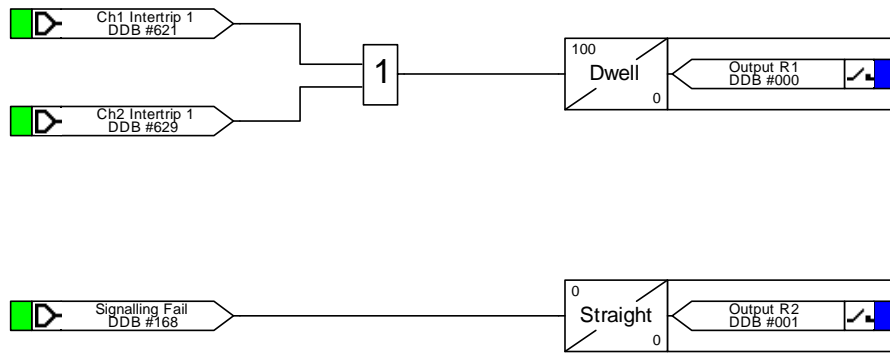 Ch1 Intertrip 1
DDB #621
1
100
Dwell
0
Output R1
DDB #000
Ch2 Intertrip 1
DDB #629
Signalling Fail
DDB #168
0
Straight
0
Output R2
DDB #001